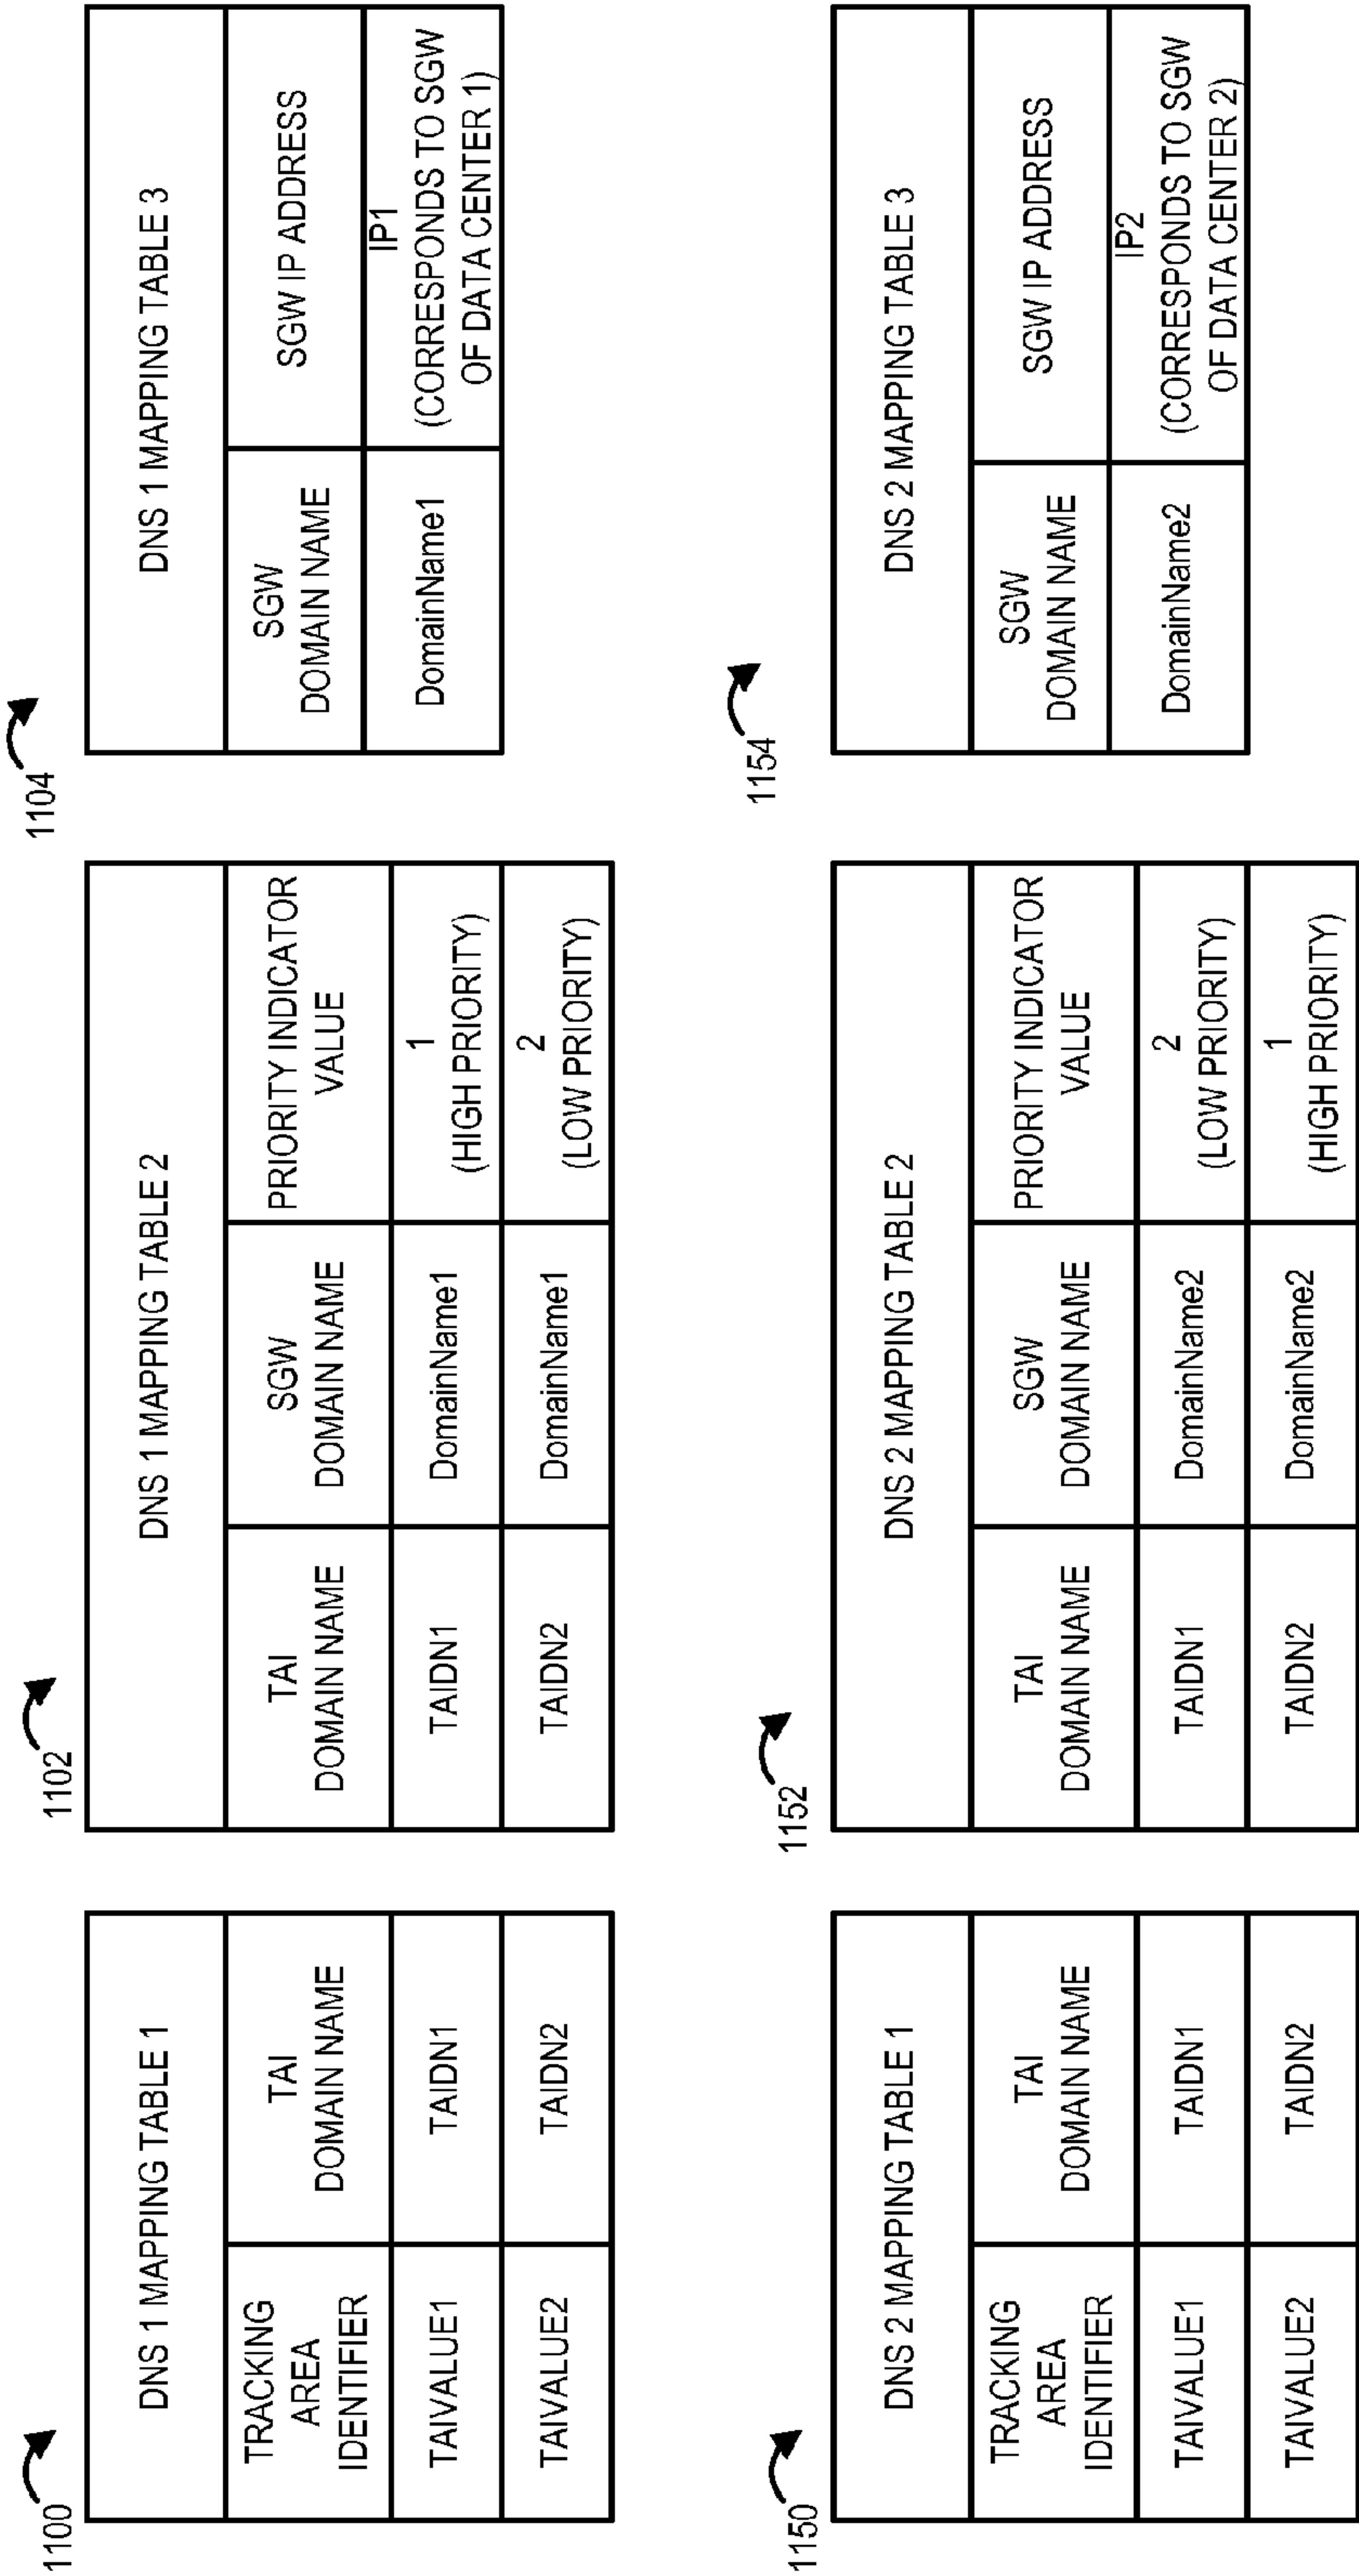 1100
DNS 1 MAPPING TABLE 1
TRACKING
AREA
IDENTIFIER
TAI
DOMAIN NAME
TAIVALUE1
TAIDN1
TAIVALUE2
TAIDN2
1102
DNS 1 MAPPING TABLE 2
TAI
DOMAIN NAME
SGW
DOMAIN NAME
PRIORITY INDICATOR
VALUE
TAIDN1
DomainName1
1
(HIGH PRIORITY)
TAIDN2
DomainName1
2
(LOW PRIORITY)
1104
DNS 1 MAPPING TABLE 3
SGW
DOMAIN NAME
SGW IP ADDRESS
DomainName1
IP1
(CORRESPONDS TO SGW
OF DATA CENTER 1)
1150
DNS 2 MAPPING TABLE 1
TRACKING
AREA
IDENTIFIER
TAI
DOMAIN NAME
TAIVALUE1
TAIDN1
TAIVALUE2
TAIDN2
1152
DNS 2 MAPPING TABLE 2
TAI
DOMAIN NAME
SGW
DOMAIN NAME
PRIORITY INDICATOR
VALUE
TAIDN1
DomainName2
2
(LOW PRIORITY)
TAIDN2
DomainName2
1
(HIGH PRIORITY)
1154
DNS 2 MAPPING TABLE 3
SGW
DOMAIN NAME
SGW IP ADDRESS
DomainName2
IP2
(CORRESPONDS TO SGW
OF DATA CENTER 2)